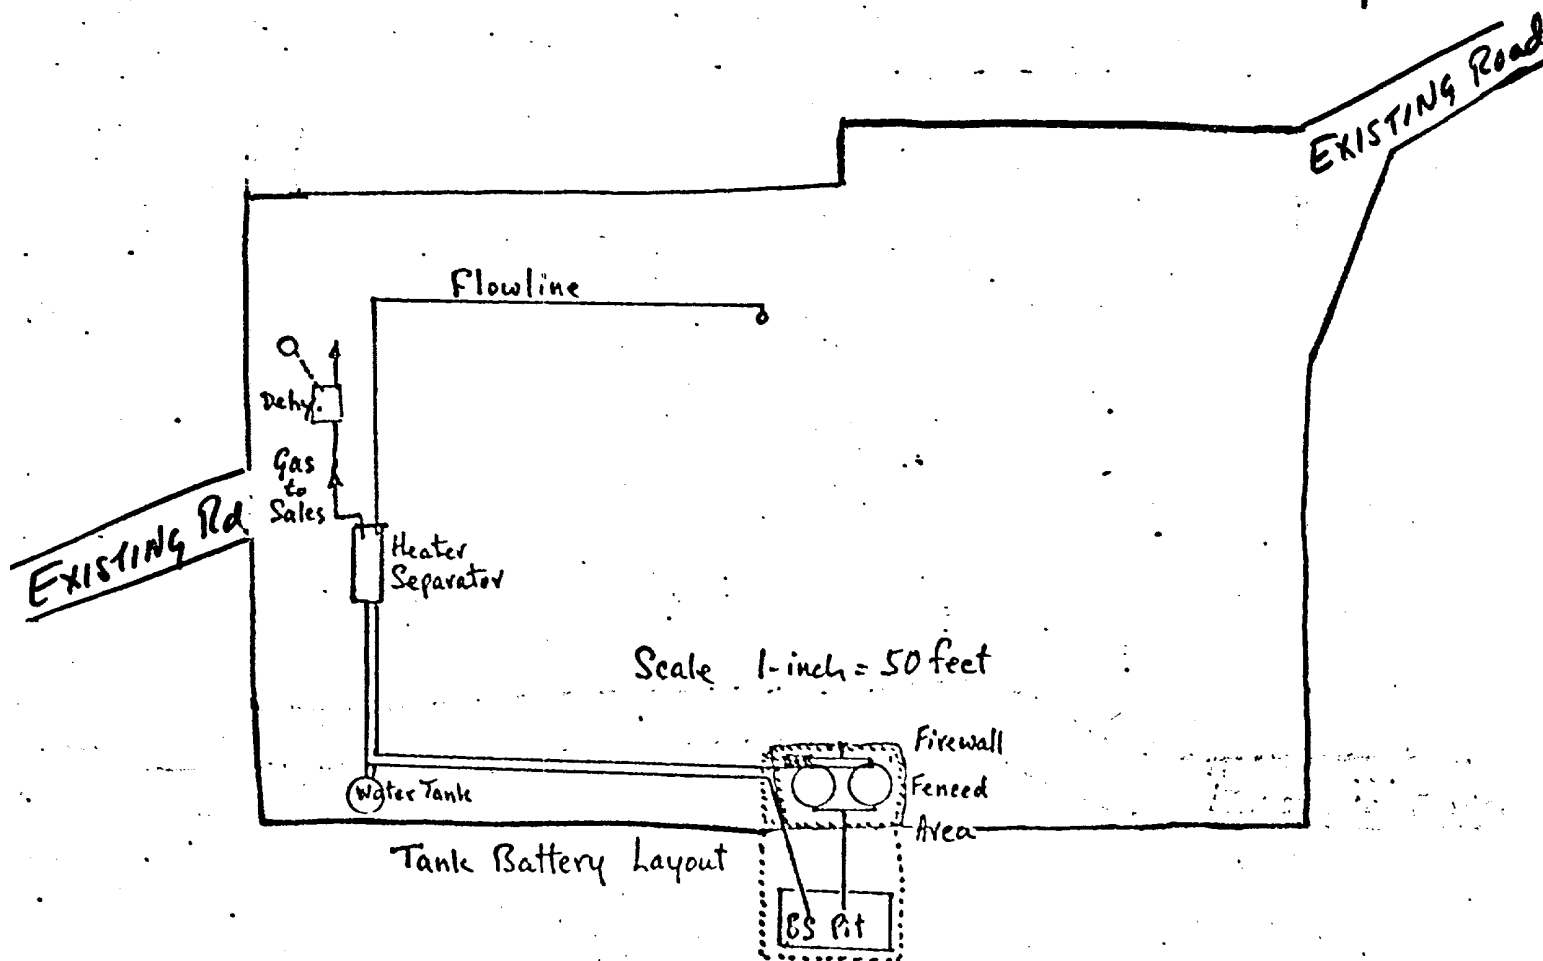 EXISTING Road
Flowline
Dehy.
Gas
to
Sales
EXISTING Rd
Heater
Separator
Scale 1-inch = 50 feet
Firewall
Fenced
Area
Water Tank
Tank Battery Layout
BS Pit